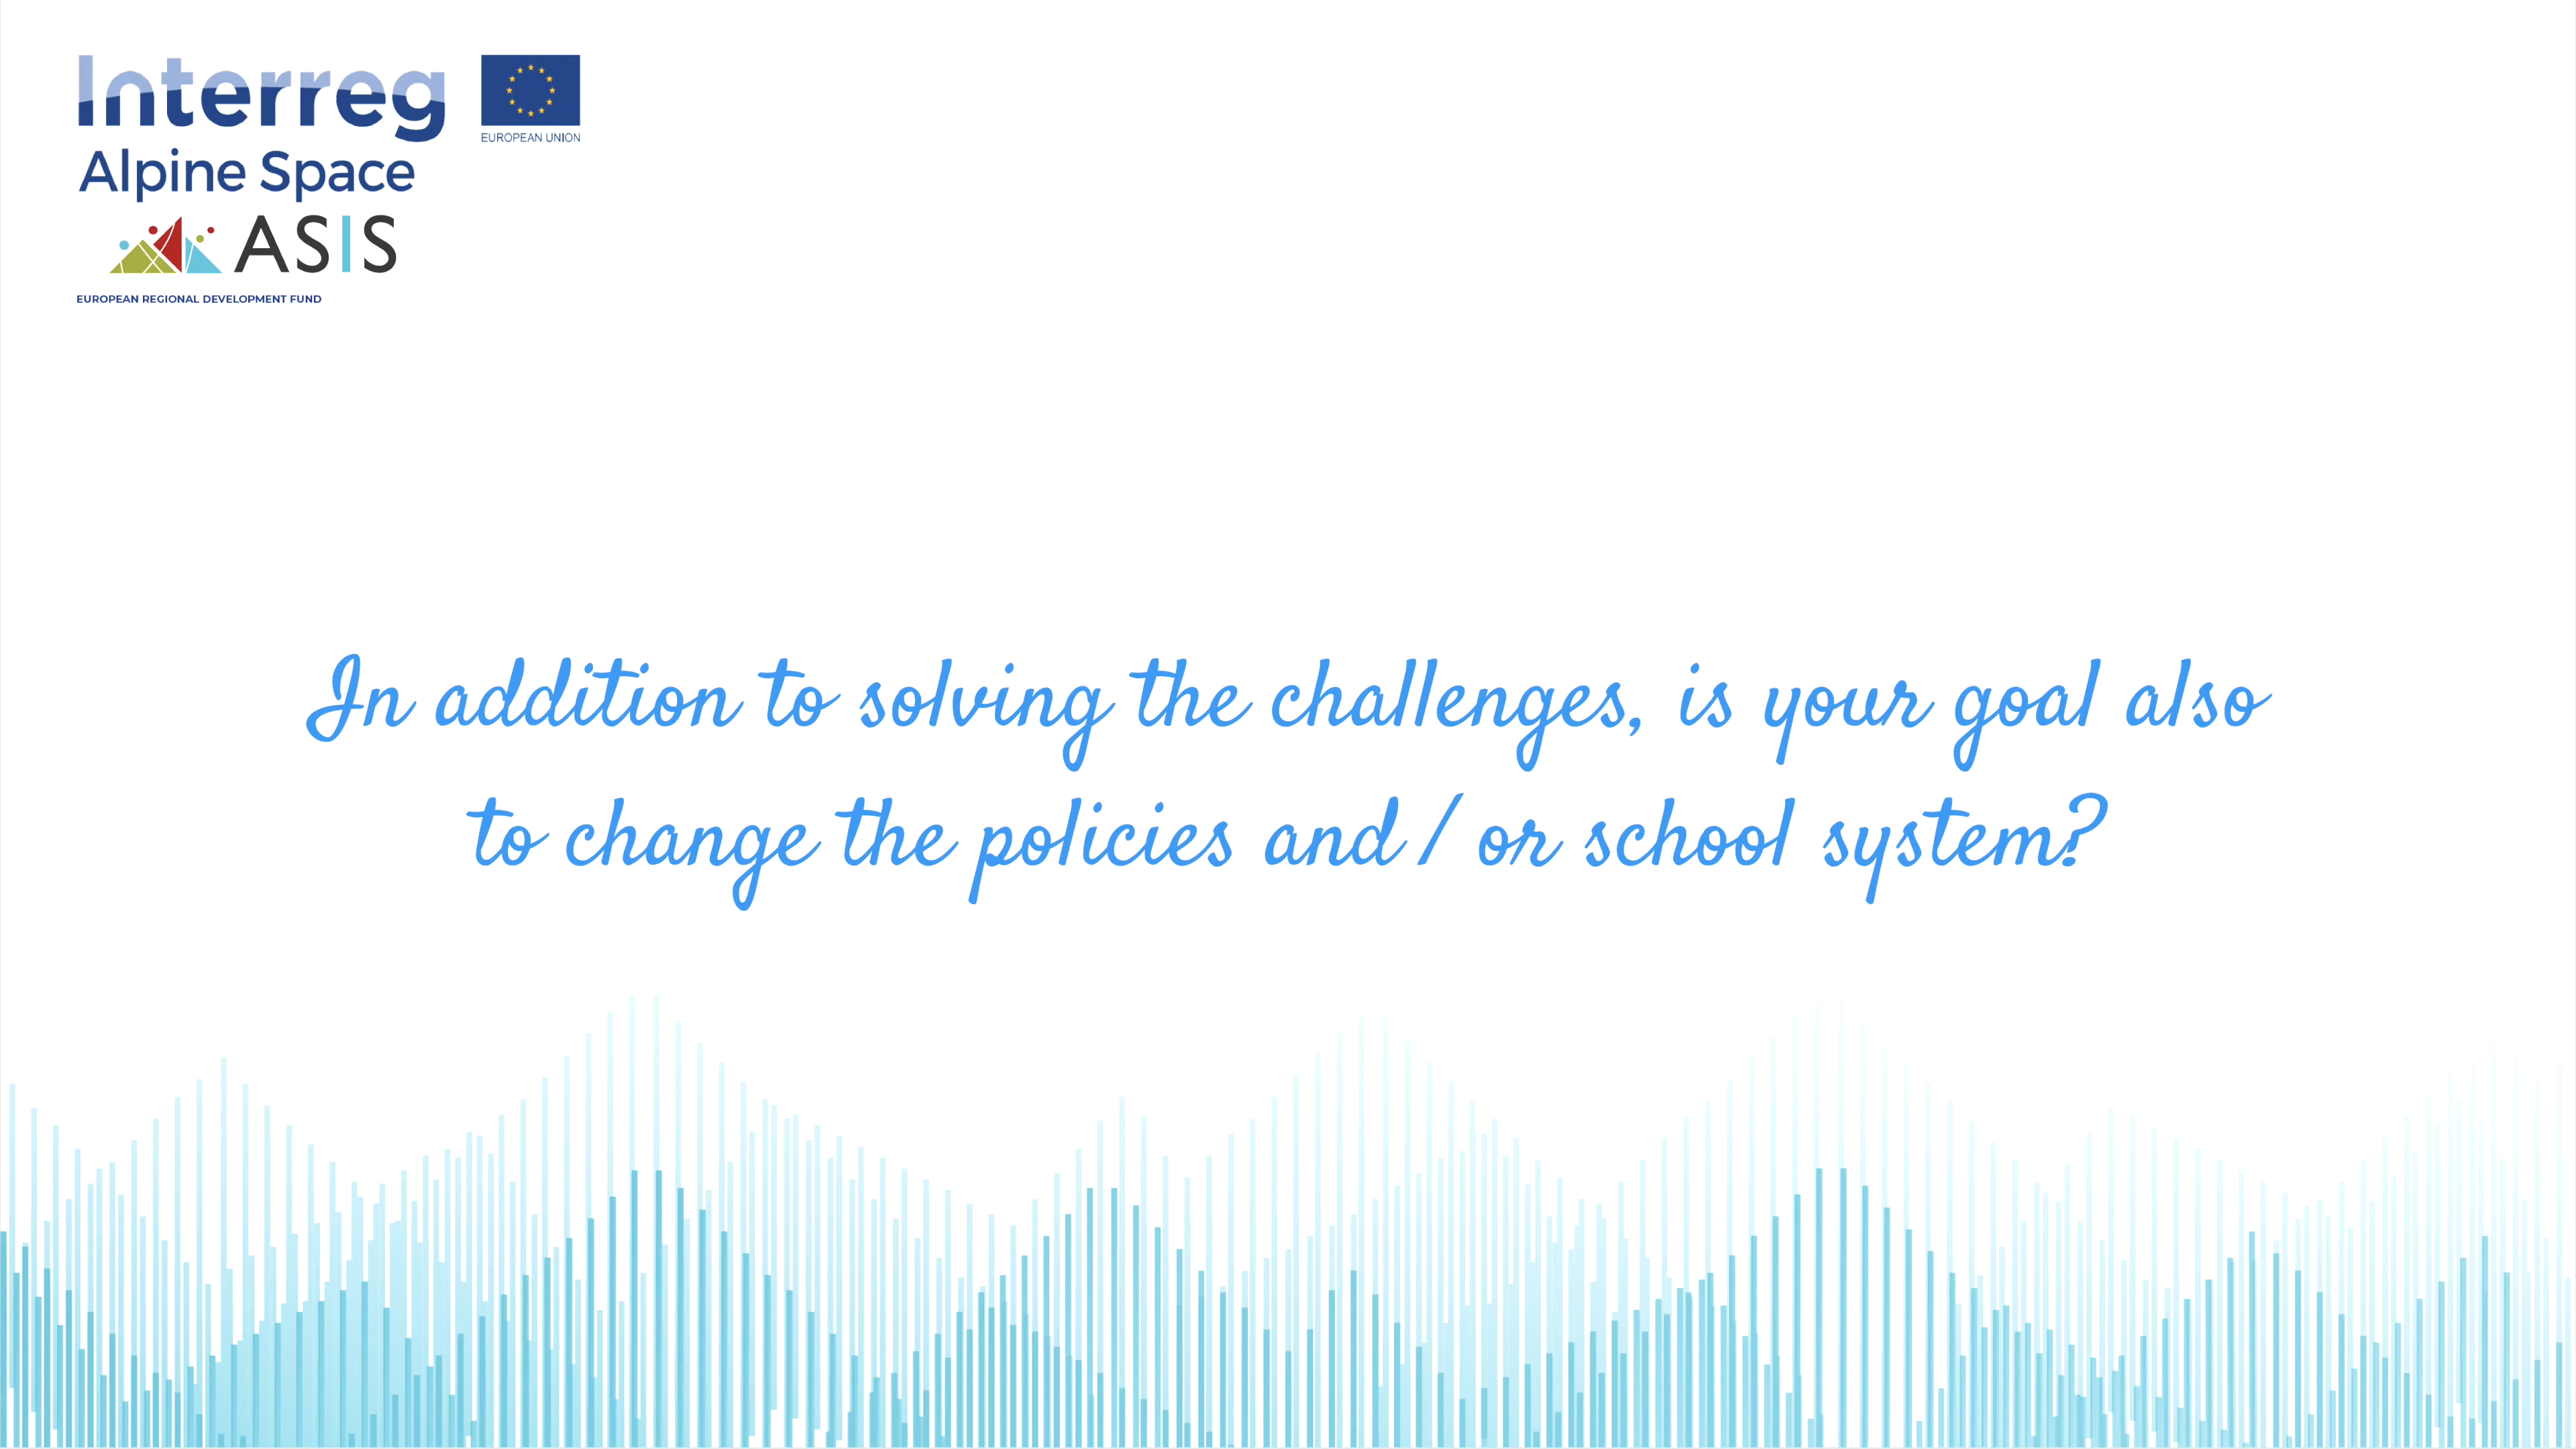 Interreg
EUROPEAN UNION
Alpine Space
ASIS
EUROPEAN REGIONAL DEVELOPMENT FUND
In addition to solving the challenges, is your goal also
to change the policies and/or school system?